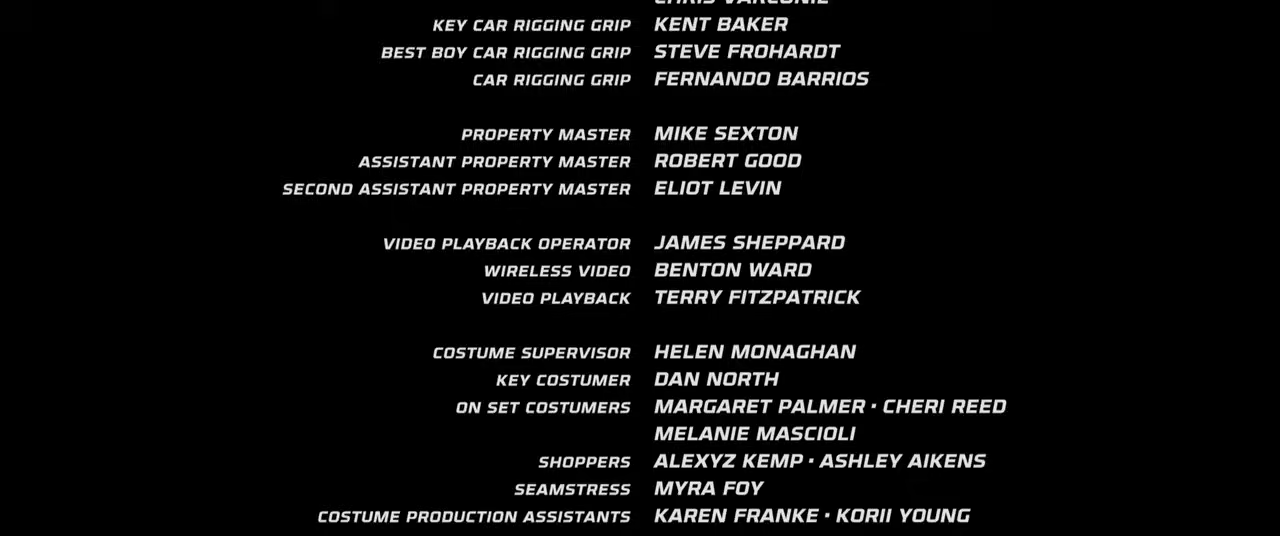 KEY CAR RIGGING GRIP KENT BAKER
BEST BOY CAR RIGGING GRIP STEVE FROHARDT
CAR RIGGING GRIP FERNANDO BARRIOS
PROPERTY MASTER MIKE SEXTON
ASSISTANT PROPERTY MASTER ROBERT GOOD
SECOND ASSISTANT PROPERTY MASTER ELIOT LEVIN
VIDEO PLAYBACK OPERATOR JAMES SHEPPARD
WIRELESS VIDEO BENTON WARD
VIDEO PLAYBACK TERRY FITZPATRICK
COSTUME SUPERVISOR HELEN MONAGHAN
KEY COSTUMER DAN NORTH
ON SET COSTUMERS MARGARET PALMER · CHERI REED
MELANIE MASCIOLI
SHOPPERS ALEXYZ KEMP · ASHLEY AIKENS
SEAMSTRESS MYRA FOY
COSTUME PRODUCTION ASSISTANTS KAREN FRANKE · KORII YOUNG